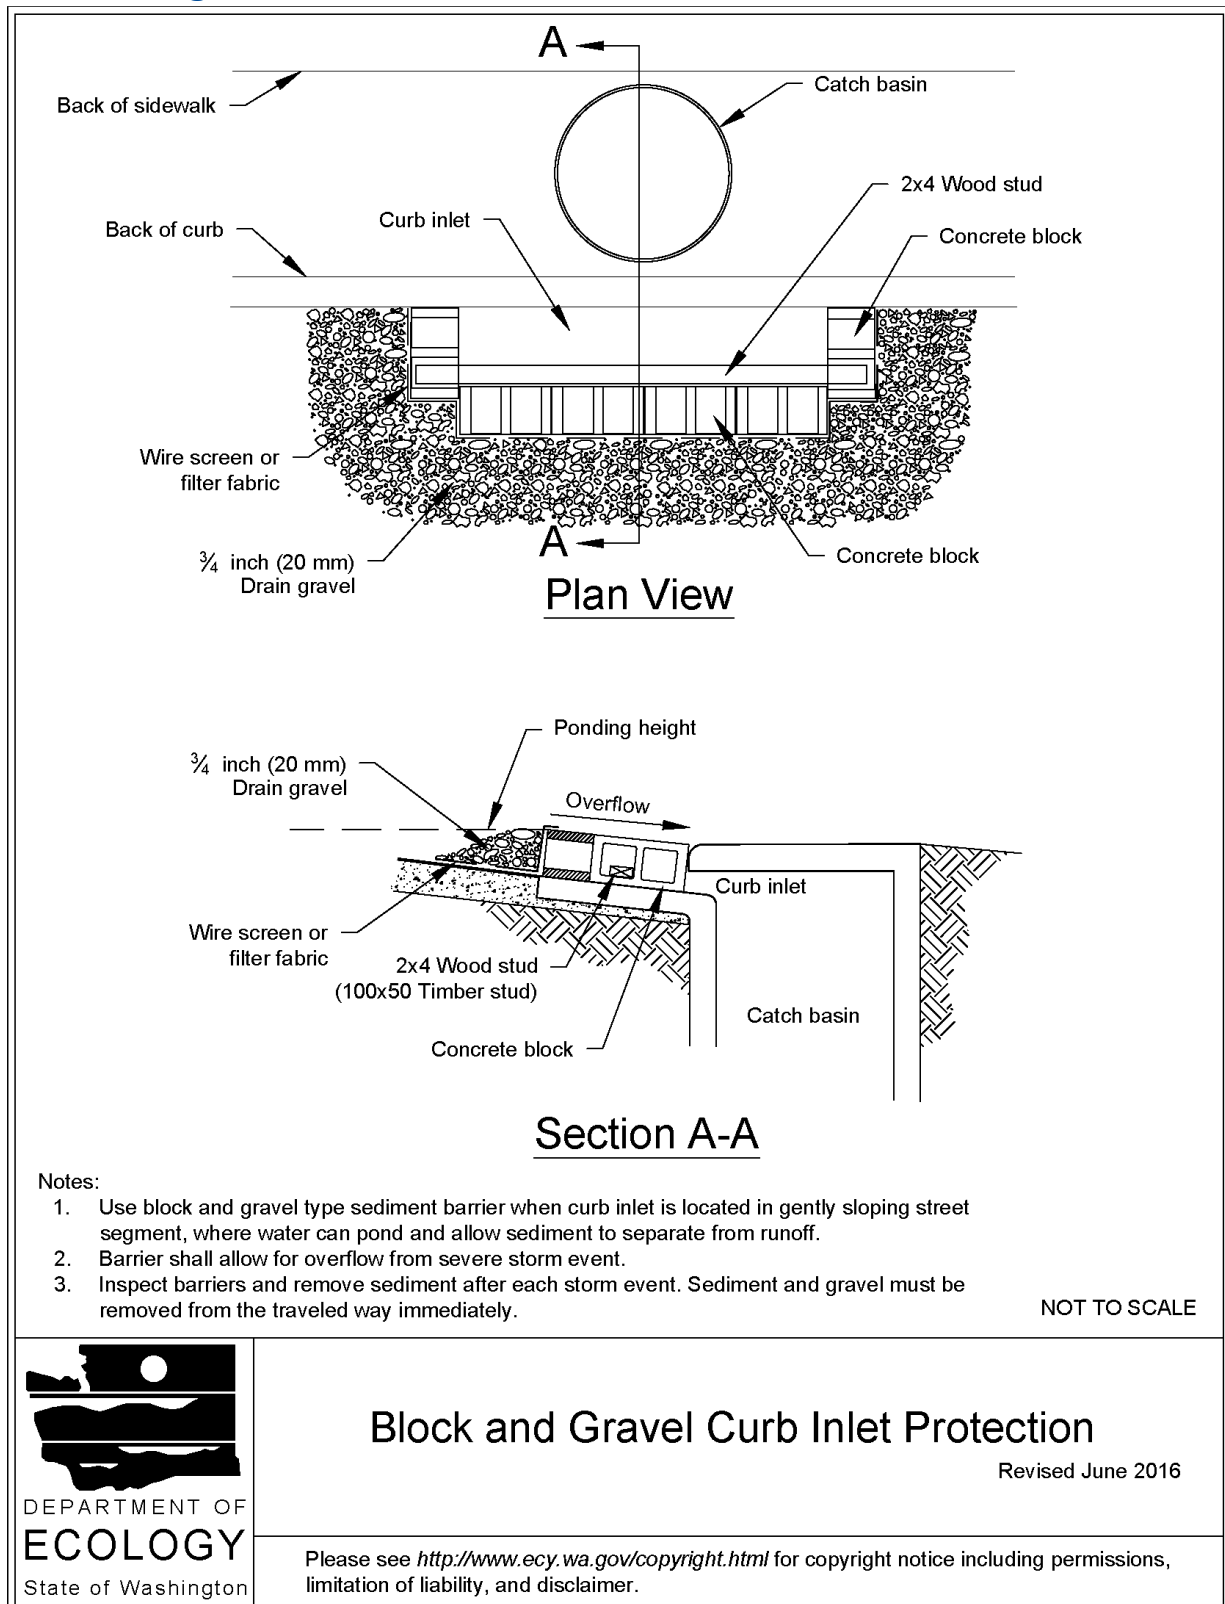 A
Back of sidewalk
Catch basin
2x4 Wood stud
Curb inlet
Back of curb
Concrete block
Wire screen or
filter fabric
A
¾ inch (20 mm)
Drain gravel
Concrete block
Plan View
Ponding height
¾ inch (20 mm)
Drain gravel
Overflow
Curb inlet
Wire screen or
filter fabric
2x4 Wood stud
(100x50 Timber stud)
Catch basin
Concrete block
Section A-A
Notes:
1. Use block and gravel type sediment barrier when curb inlet is located in gently sloping street
segment, where water can pond and allow sediment to separate from runoff.
2. Barrier shall allow for overflow from severe storm event.
3. Inspect barriers and remove sediment after each storm event. Sediment and gravel must be
removed from the traveled way immediately.
NOT TO SCALE
Block and Gravel Curb Inlet Protection
Revised June 2016
DEPARTMENT OF
ECOLOGY
State of Washington
Please see http://www.ecy.wa.gov/copyright.html for copyright notice including permissions,
limitation of liability, and disclaimer.